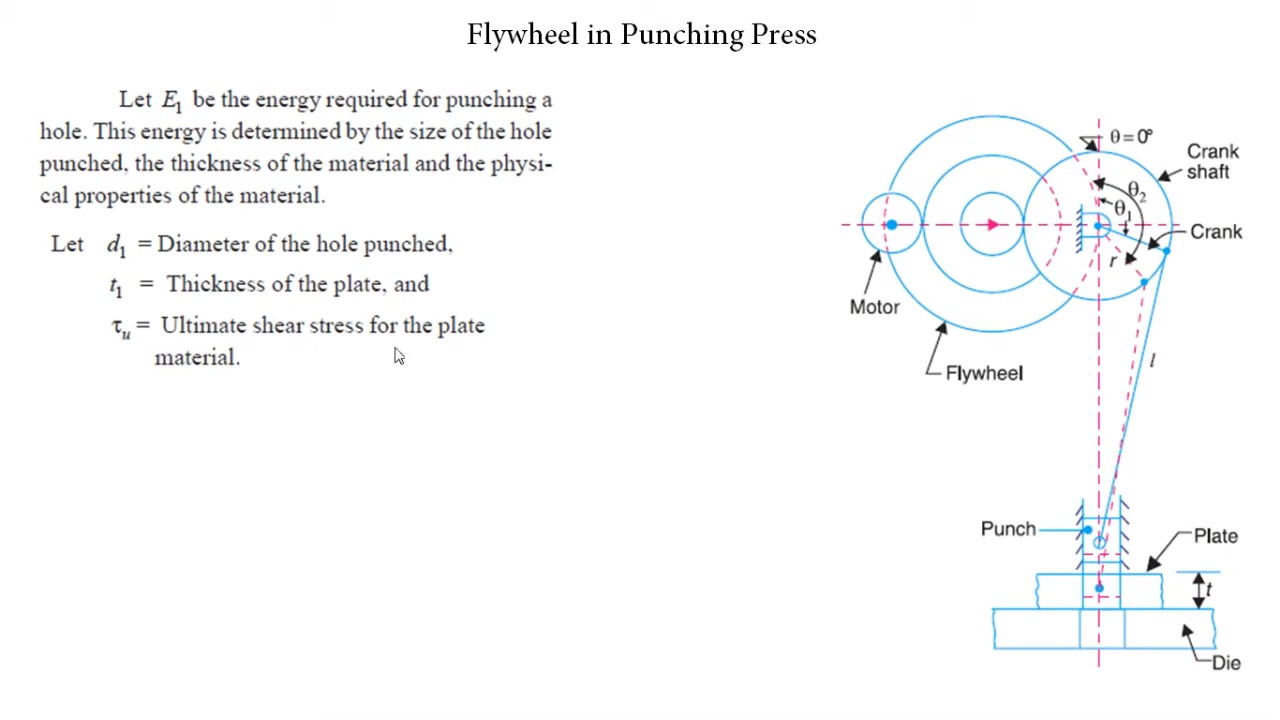 Flywheel in Punching Press
Let E₁ be the energy required for punching a
hole. This energy is determined by the size of the hole
punched, the thickness of the material and the physi-
cal properties of the material.
Let d₁ = Diameter of the hole punched,
t₁ = Thickness of the plate, and
τᵤ = Ultimate shear stress for the plate
material.
θ = 0°
Crank
shaft
θ₂
θ₁
Crank
r
Motor
Flywheel
l
Punch
Plate
t
Die